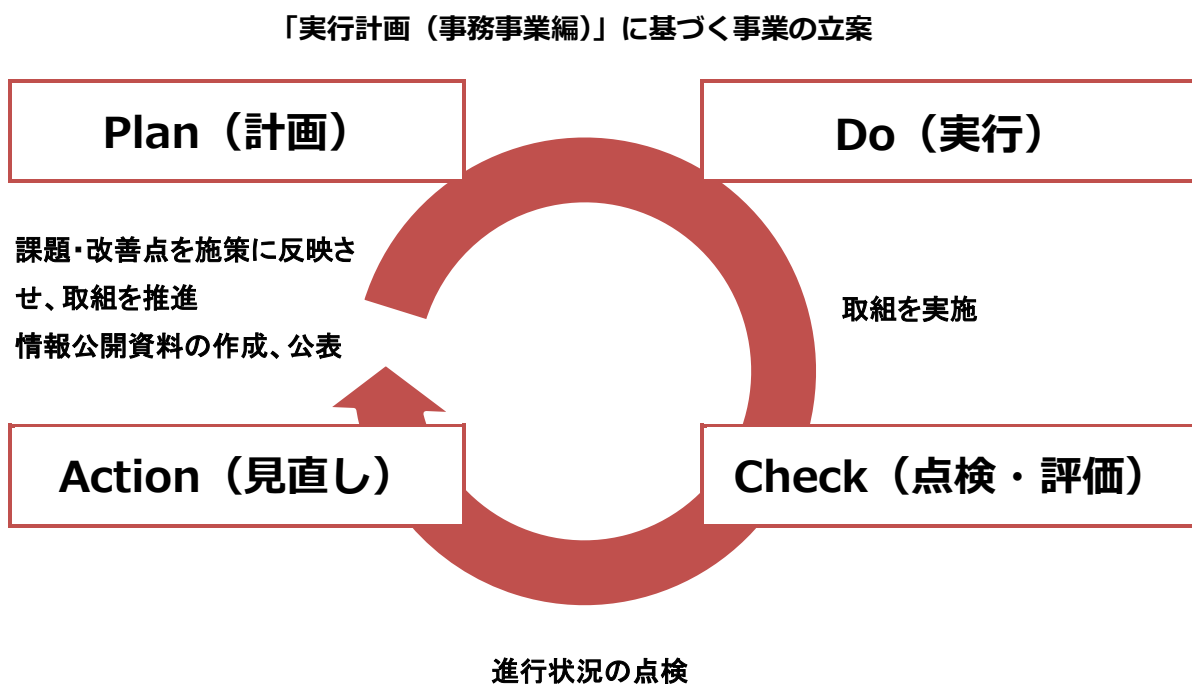 「実行計画（事務事業編）」に基づく事業の立案
Plan（計画）
Do（実行）
課題・改善点を施策に反映さ
せ、取組を推進
情報公開資料の作成、公表
取組を実施
Action（見直し）
Check（点検・評価）
進行状況の点検